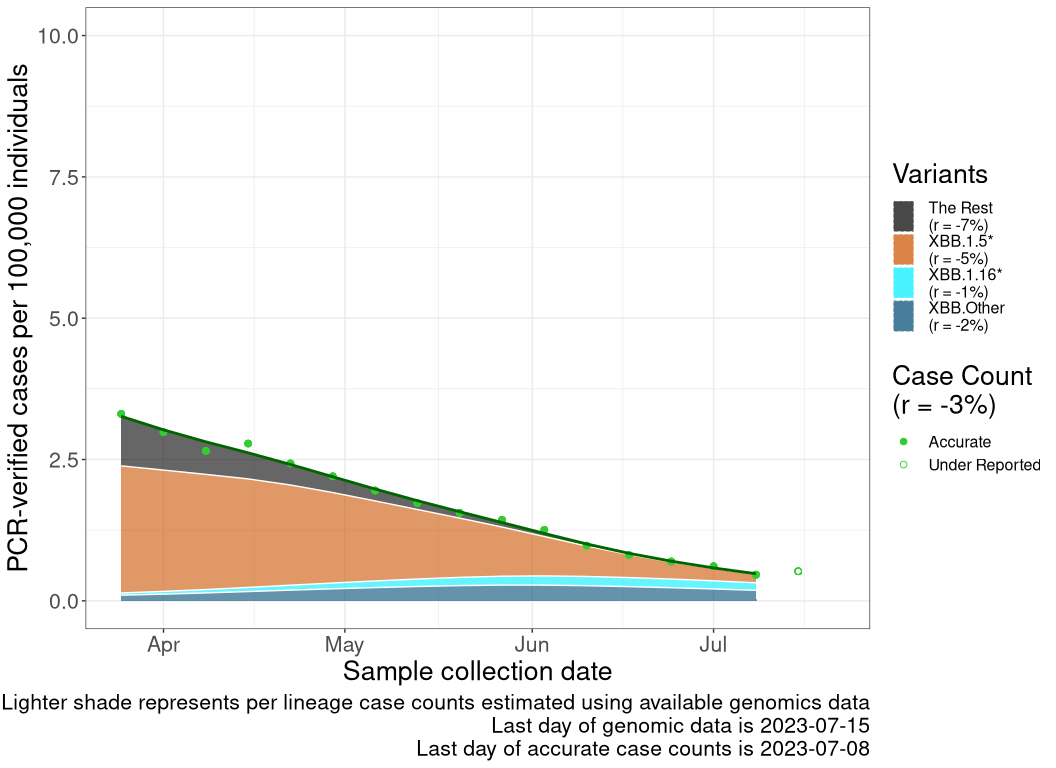 PCR-verified cases per 100,000 individuals
10.0
7.5
5.0
2.5
0.0
Apr
May
Jun
Jul
Sample collection date
Variants
The Rest
(r = -7%)
XBB.1.5*
(r = -5%)
XBB.1.16*
(r = -1%)
XBB.Other
(r = -2%)
Case Count
(r = -3%)
Accurate
Under Reported
Lighter shade represents per lineage case counts estimated using available genomics data
Last day of genomic data is 2023-07-15
Last day of accurate case counts is 2023-07-08